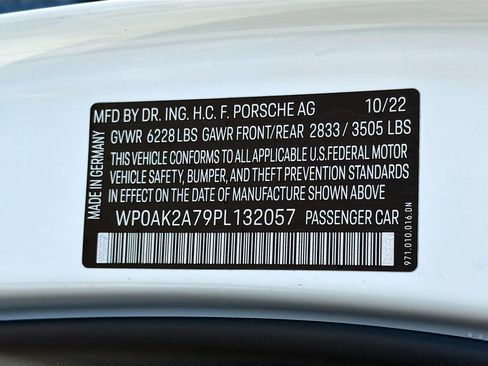 MFD BY DR. ING. H.C. F. PORSCHE AG 10/22
GVWR 6228 LBS GAWR FRONT/REAR 2833 / 3505 LBS
THIS VEHICLE CONFORMS TO ALL APPLICABLE U.S.FEDERAL MOTOR
VEHICLE SAFETY, BUMPER, AND THEFT PREVENTION STANDARDS
IN EFFECT ON THE DATE OF MANUFACTURE SHOWN ABOVE.
WP0AK2A79PL132057 PASSENGER CAR
MADE IN GERMANY
971.010.016.DN